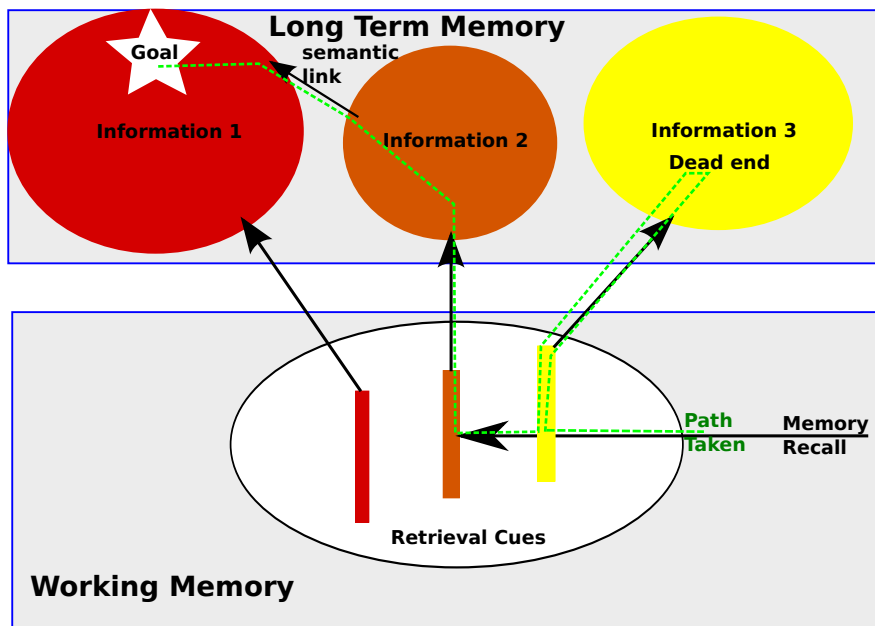 Long Term Memory
Goal
semantic
link
Information 1
Information 2
Information 3
Dead end
Path
Taken
Memory
Recall
Retrieval Cues
Working Memory